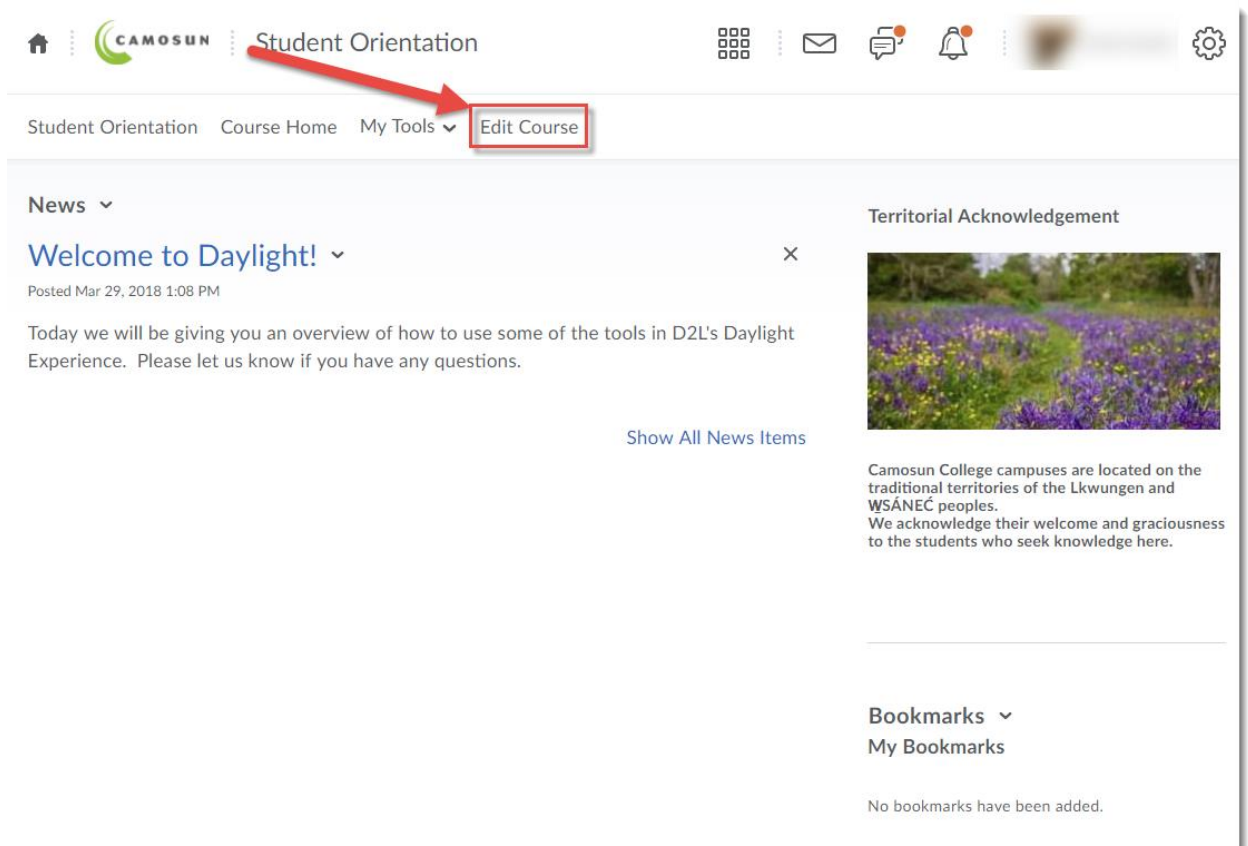 CAMOSUN
Student Orientation
Student Orientation Course Home My Tools Edit Course
News
Welcome to Daylight!
Posted Mar 29, 2018 1:08 PM
Today we will be giving you an overview of how to use some of the tools in D2L's Daylight
Experience. Please let us know if you have any questions.
Show All News Items
Territorial Acknowledgement
Camosun College campuses are located on the
traditional territories of the Lkwungen and
W̱SÁNEĆ peoples.
We acknowledge their welcome and graciousness
to the students who seek knowledge here.
Bookmarks
My Bookmarks
No bookmarks have been added.